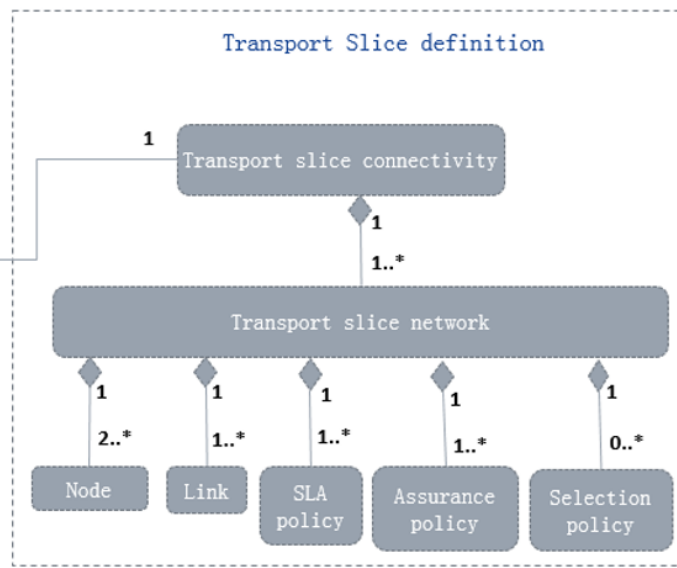 Transport Slice definition
1
Transport slice connectivity
1
1..*
Transport slice network
1
1
1
1
1
2..*
1..*
1..*
1..*
0..*
Node
Link
SLA
policy
Assurance
policy
Selection
policy